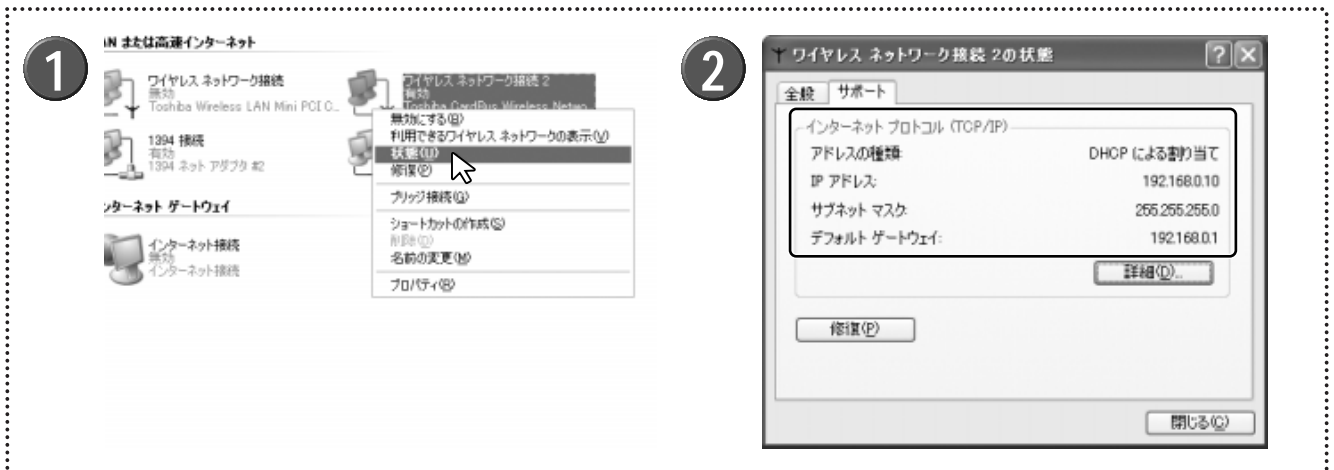 1
N または高速インターネット
ワイヤレス ネットワーク接続
無効
Toshiba Wireless LAN Mini PCI C...
ワイヤレス ネットワーク接続 2
有効
Toshiba CardBus Wireless Netwo
1394 接続
有効
1394 ネット アダプタ #2
無効にする(B)
利用できるワイヤレス ネットワークの表示(V)
状態(U)
修復(P)
ブリッジ接続(G)
ショートカットの作成(S)
削除(D)
名前の変更(M)
プロパティ(R)
ターネット ゲートウェイ
インターネット接続
無効
インターネット接続
2
ワイヤレス ネットワーク接続 2の状態
全般 サポート
インターネット プロトコル (TCP/IP)
アドレスの種類: DHCP による割り当て
IP アドレス: 192.168.0.10
サブネット マスク: 255.255.255.0
デフォルト ゲートウェイ: 192.168.0.1
詳細(D)...
修復(P)
閉じる(C)